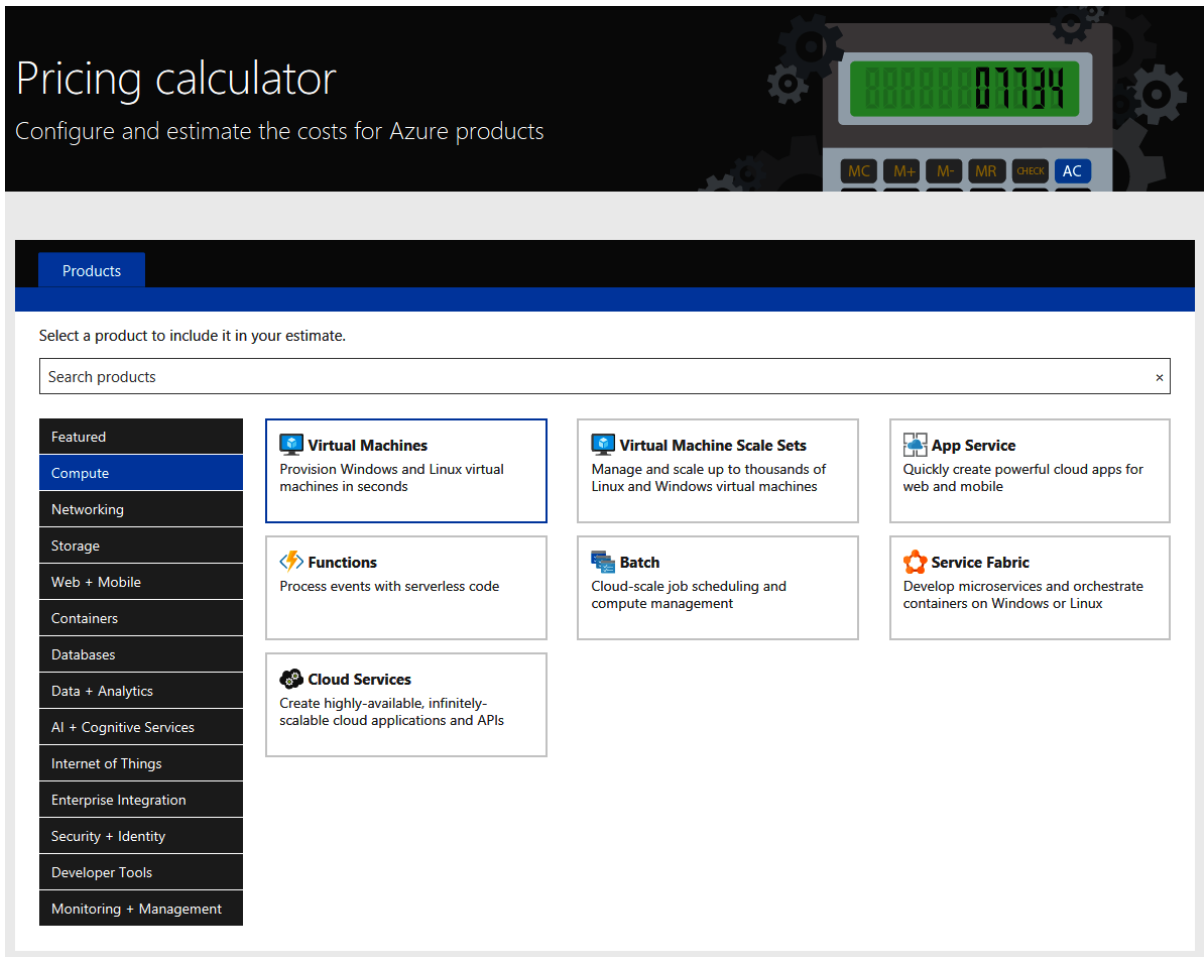 Pricing calculator
Configure and estimate the costs for Azure products
07734
MC M+ M- MR CHECK AC
Products
Select a product to include it in your estimate.
Search products ×
Featured
Compute
Networking
Storage
Web + Mobile
Containers
Databases
Data + Analytics
AI + Cognitive Services
Internet of Things
Enterprise Integration
Security + Identity
Developer Tools
Monitoring + Management
Virtual Machines
Provision Windows and Linux virtual
machines in seconds
Virtual Machine Scale Sets
Manage and scale up to thousands of
Linux and Windows virtual machines
App Service
Quickly create powerful cloud apps for
web and mobile
Functions
Process events with serverless code
Batch
Cloud-scale job scheduling and
compute management
Service Fabric
Develop microservices and orchestrate
containers on Windows or Linux
Cloud Services
Create highly-available, infinitely-
scalable cloud applications and APIs